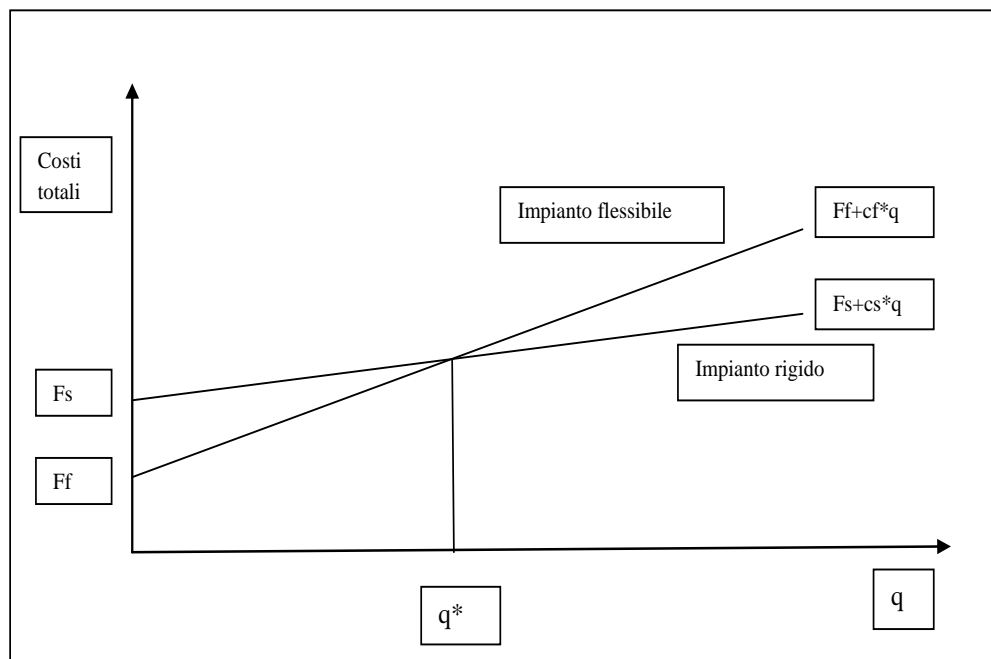 Costi
totali
Impianto flessibile
Ff+cf*q
Fs+cs*q
Impianto rigido
Fs
Ff
q*
q